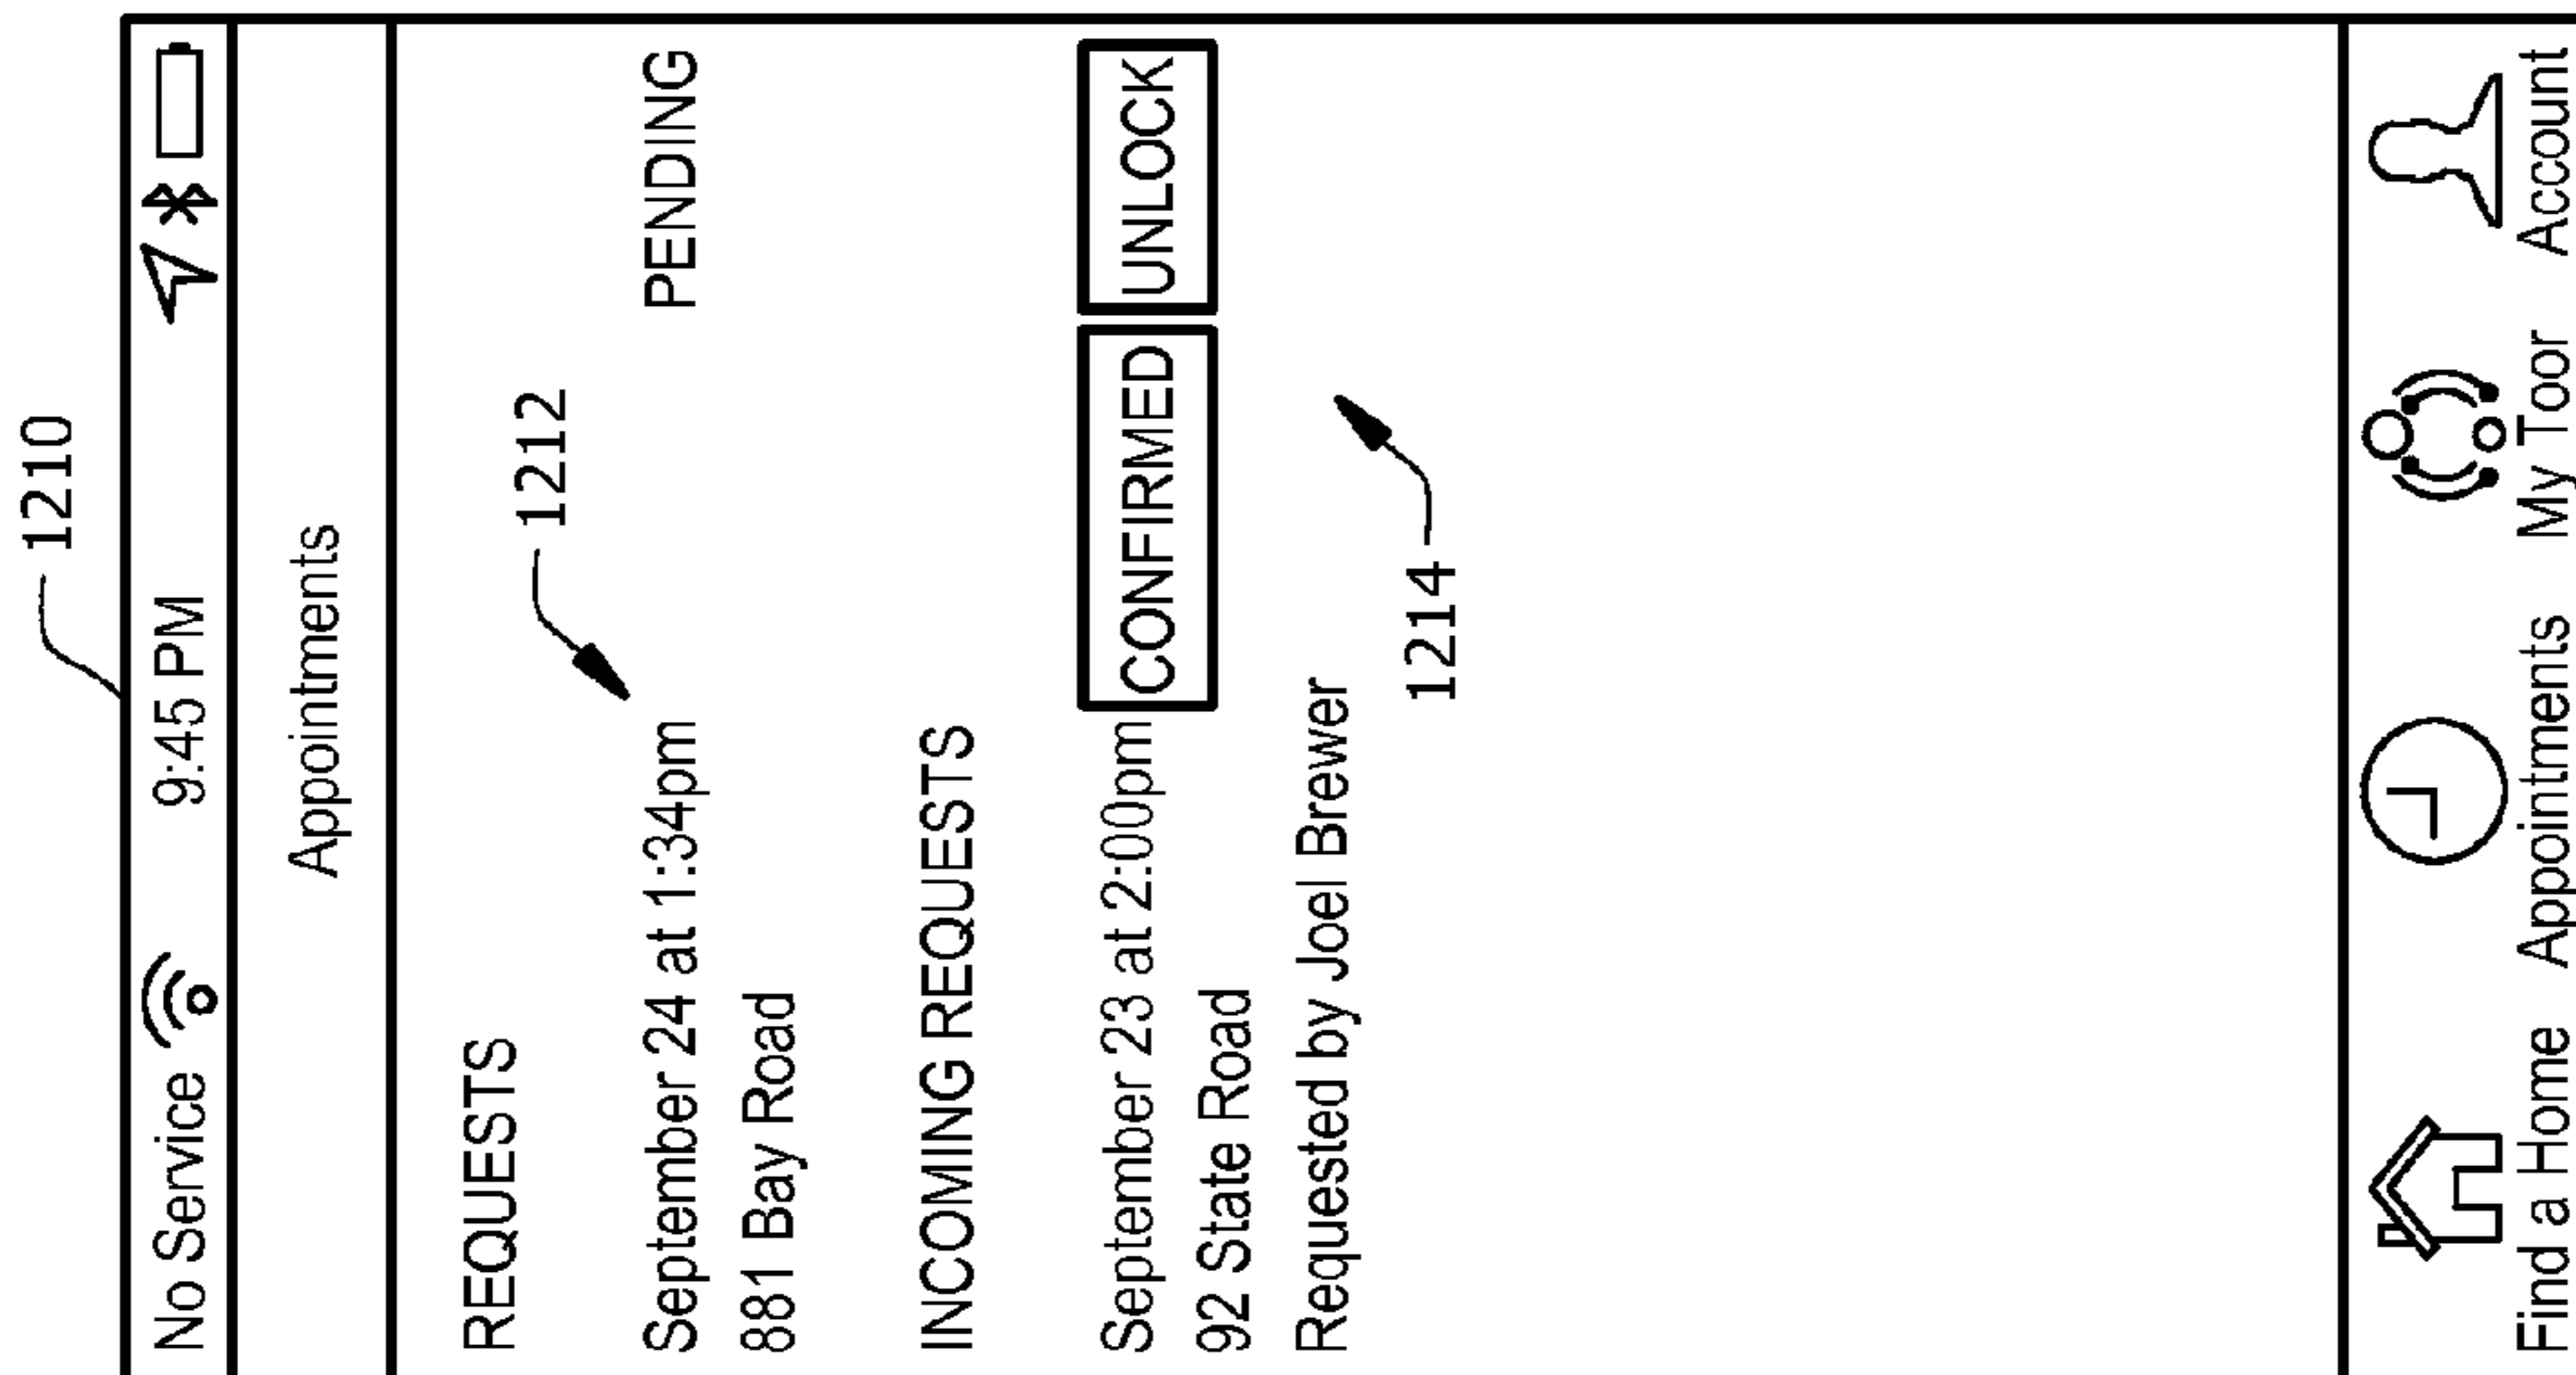 1210
No Service 9:45 PM
Appointments
REQUESTS
1212
September 24 at 1:34pm PENDING
881 Bay Road
INCOMING REQUESTS
September 23 at 2:00pm CONFIRMED UNLOCK
92 State Road
Requested by Joel Brewer
1214
Find a Home Appointments My Toor Account